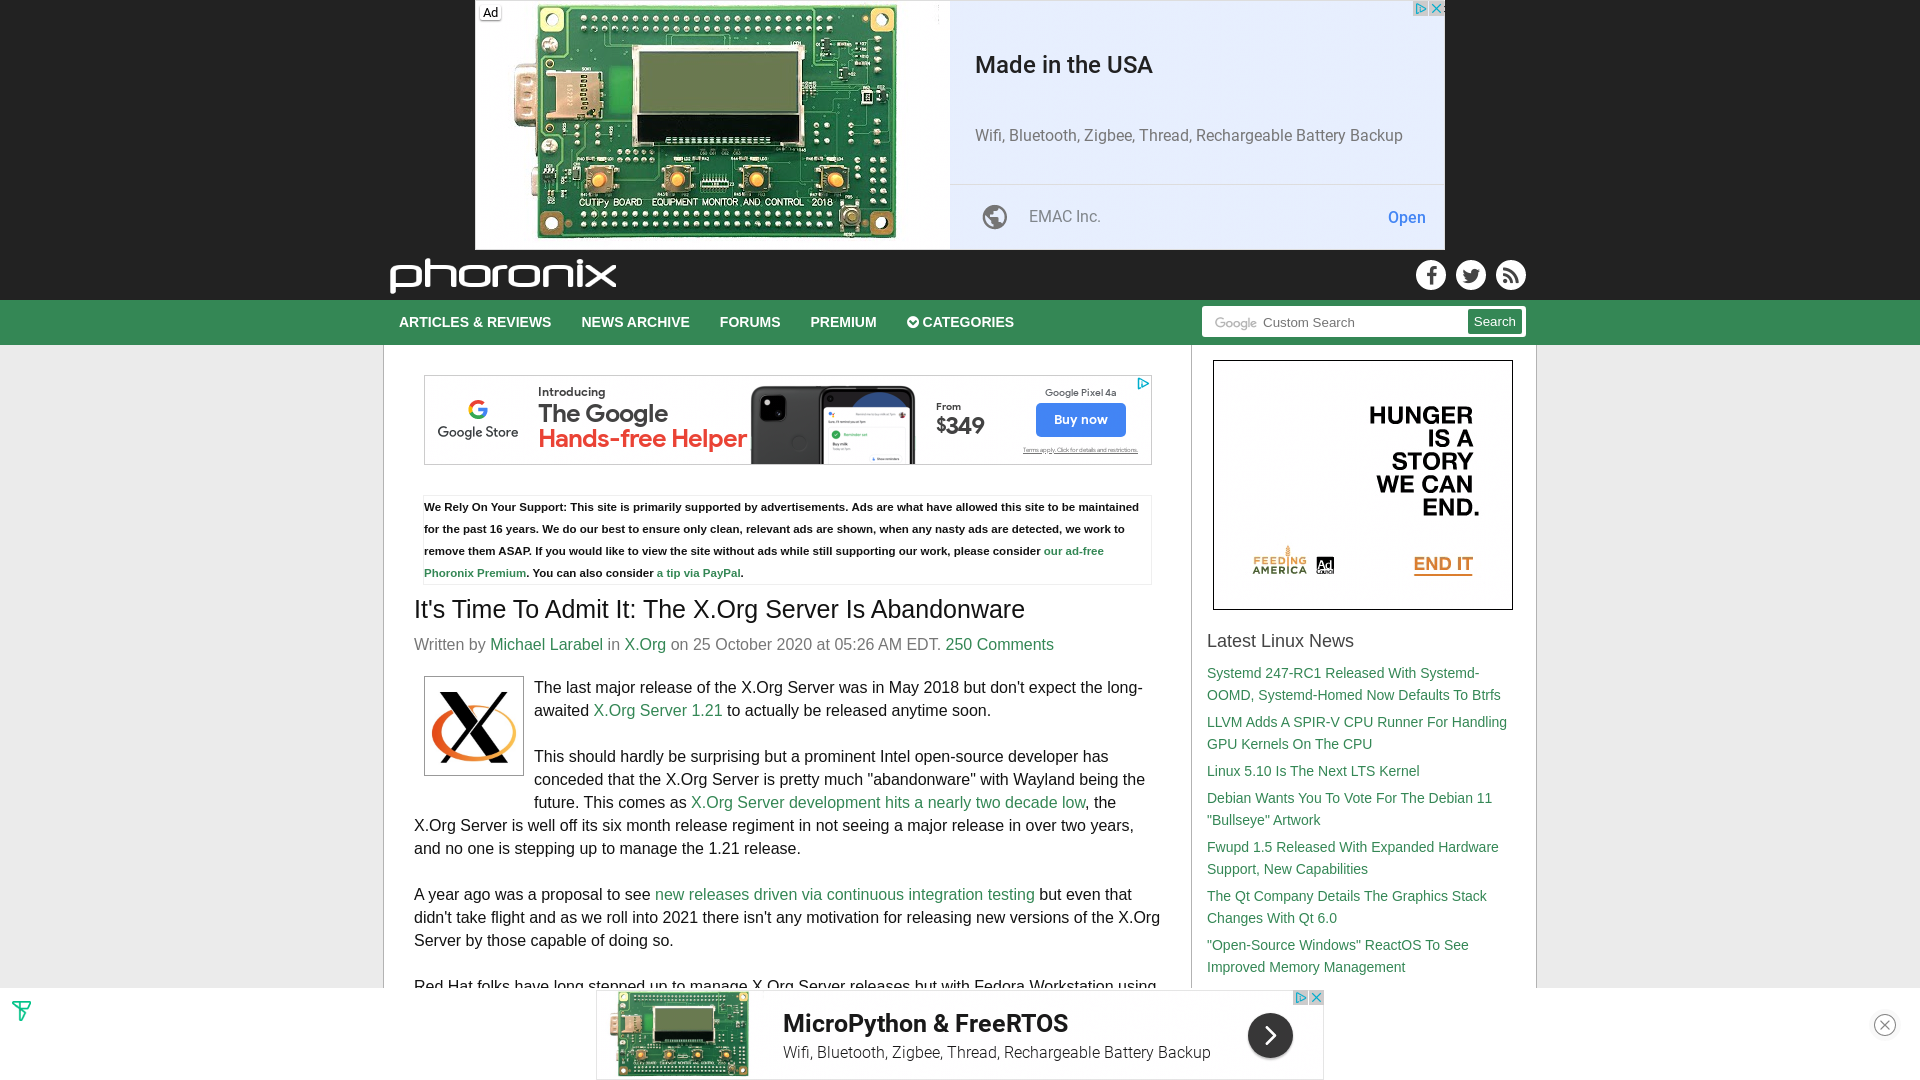 Ad
CUTiPy BOARD EQUIPMENT MONITOR AND CONTROL 2018
Made in the USA
Wifi, Bluetooth, Zigbee, Thread, Rechargeable Battery Backup
EMAC Inc.
Open
phoronix
ARTICLES & REVIEWS
NEWS ARCHIVE
FORUMS
PREMIUM
CATEGORIES
Google Custom Search
Search
Google Store
Introducing
The Google
Hands-free Helper
From
$349
Google Pixel 4a
Buy now
Terms apply. Click for details and restrictions.
We Rely On Your Support: This site is primarily supported by advertisements. Ads are what have allowed this site to be maintained
for the past 16 years. We do our best to ensure only clean, relevant ads are shown, when any nasty ads are detected, we work to
remove them ASAP. If you would like to view the site without ads while still supporting our work, please consider our ad-free
Phoronix Premium. You can also consider a tip via PayPal.
It's Time To Admit It: The X.Org Server Is Abandonware
Written by Michael Larabel in X.Org on 25 October 2020 at 05:26 AM EDT. 250 Comments
The last major release of the X.Org Server was in May 2018 but don't expect the long-
awaited X.Org Server 1.21 to actually be released anytime soon.
This should hardly be surprising but a prominent Intel open-source developer has
conceded that the X.Org Server is pretty much "abandonware" with Wayland being the
future. This comes as X.Org Server development hits a nearly two decade low, the
X.Org Server is well off its six month release regiment in not seeing a major release in over two years,
and no one is stepping up to manage the 1.21 release.
A year ago was a proposal to see new releases driven via continuous integration testing but even that
didn't take flight and as we roll into 2021 there isn't any motivation for releasing new versions of the X.Org
Server by those capable of doing so.
Red Hat folks have long stepped up to manage X.Org Server releases but with Fedora Workstation using
HUNGER
IS A
STORY
WE CAN
END.
FEEDING
AMERICA
Ad
Council
END IT
Latest Linux News
Systemd 247-RC1 Released With Systemd-
OOMD, Systemd-Homed Now Defaults To Btrfs
LLVM Adds A SPIR-V CPU Runner For Handling
GPU Kernels On The CPU
Linux 5.10 Is The Next LTS Kernel
Debian Wants You To Vote For The Debian 11
"Bullseye" Artwork
Fwupd 1.5 Released With Expanded Hardware
Support, New Capabilities
The Qt Company Details The Graphics Stack
Changes With Qt 6.0
"Open-Source Windows" ReactOS To See
Improved Memory Management
MicroPython & FreeRTOS
Wifi, Bluetooth, Zigbee, Thread, Rechargeable Battery Backup